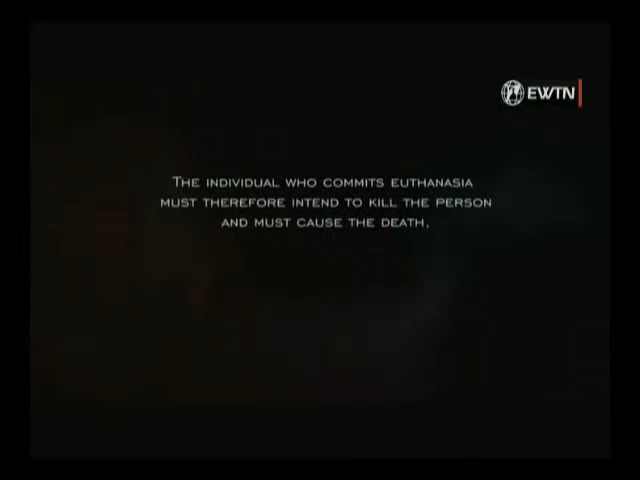 EWTN
THE INDIVIDUAL WHO COMMITS EUTHANASIA
MUST THEREFORE INTEND TO KILL THE PERSON
AND MUST CAUSE THE DEATH,